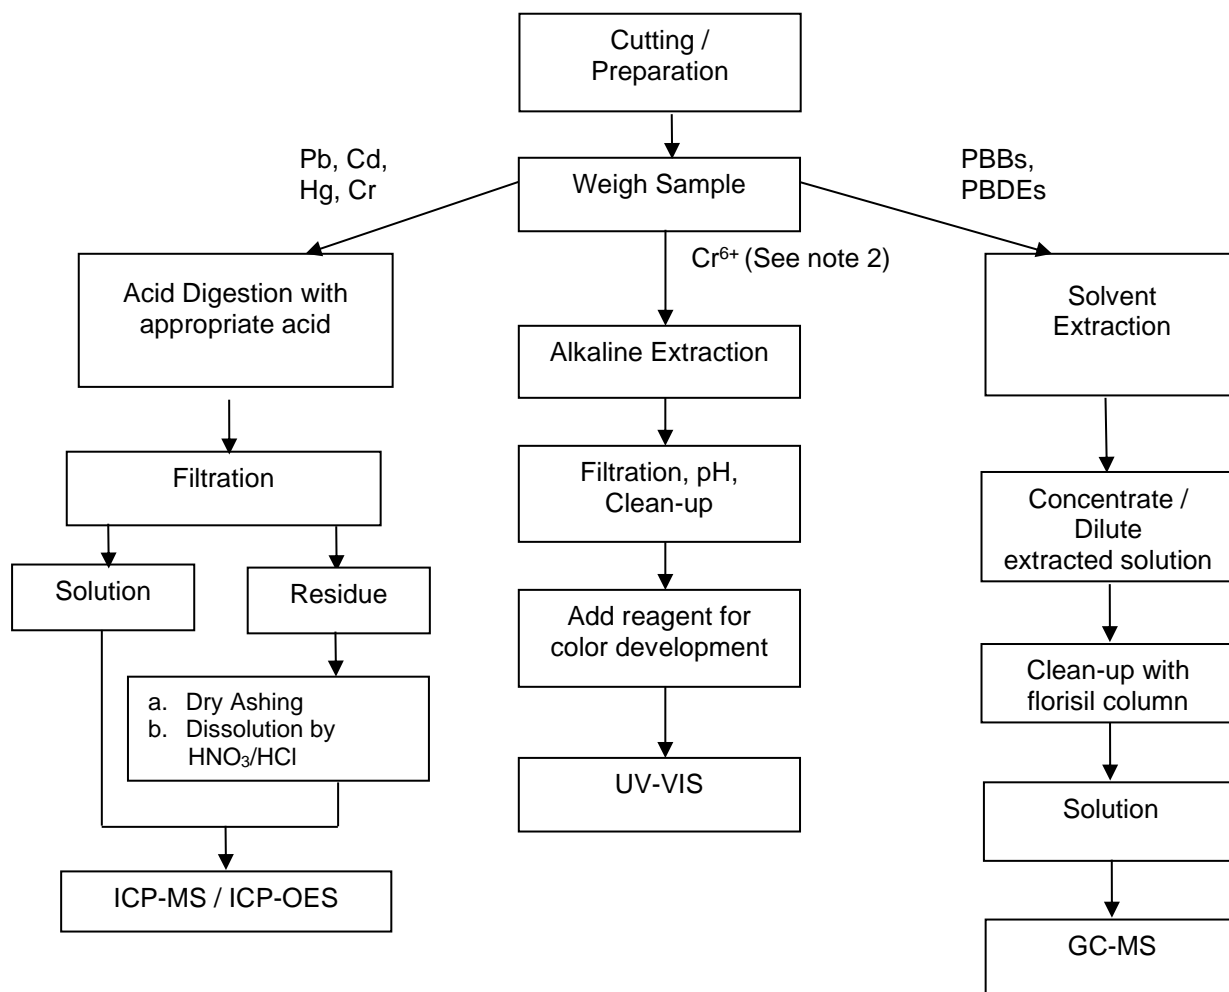 Cutting /
Preparation
Pb, Cd,
Hg, Cr
Weigh Sample
PBBs,
PBDEs
Cr⁶⁺ (See note 2)
Acid Digestion with
appropriate acid
Filtration
Solution
Residue
a. Dry Ashing
b. Dissolution by
HNO₃/HCl
ICP-MS / ICP-OES
Alkaline Extraction
Filtration, pH,
Clean-up
Add reagent for
color development
UV-VIS
Solvent
Extraction
Concentrate /
Dilute
extracted solution
Clean-up with
florisil column
Solution
GC-MS